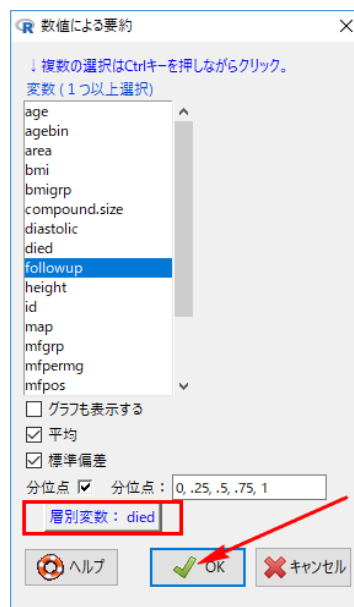 数値による要約
↓複数の選択はCtrlキーを押しながらクリック。
変数(1つ以上選択)
age
agebin
area
bmi
bmigrp
compound.size
diastolic
died
followup
height
id
map
mfgrp
mfpermg
mfpos
グラフも表示する
平均
標準偏差
分位点 分位点： 0, .25, .5, .75, 1
層別変数： died
ヘルプ OK キャンセル